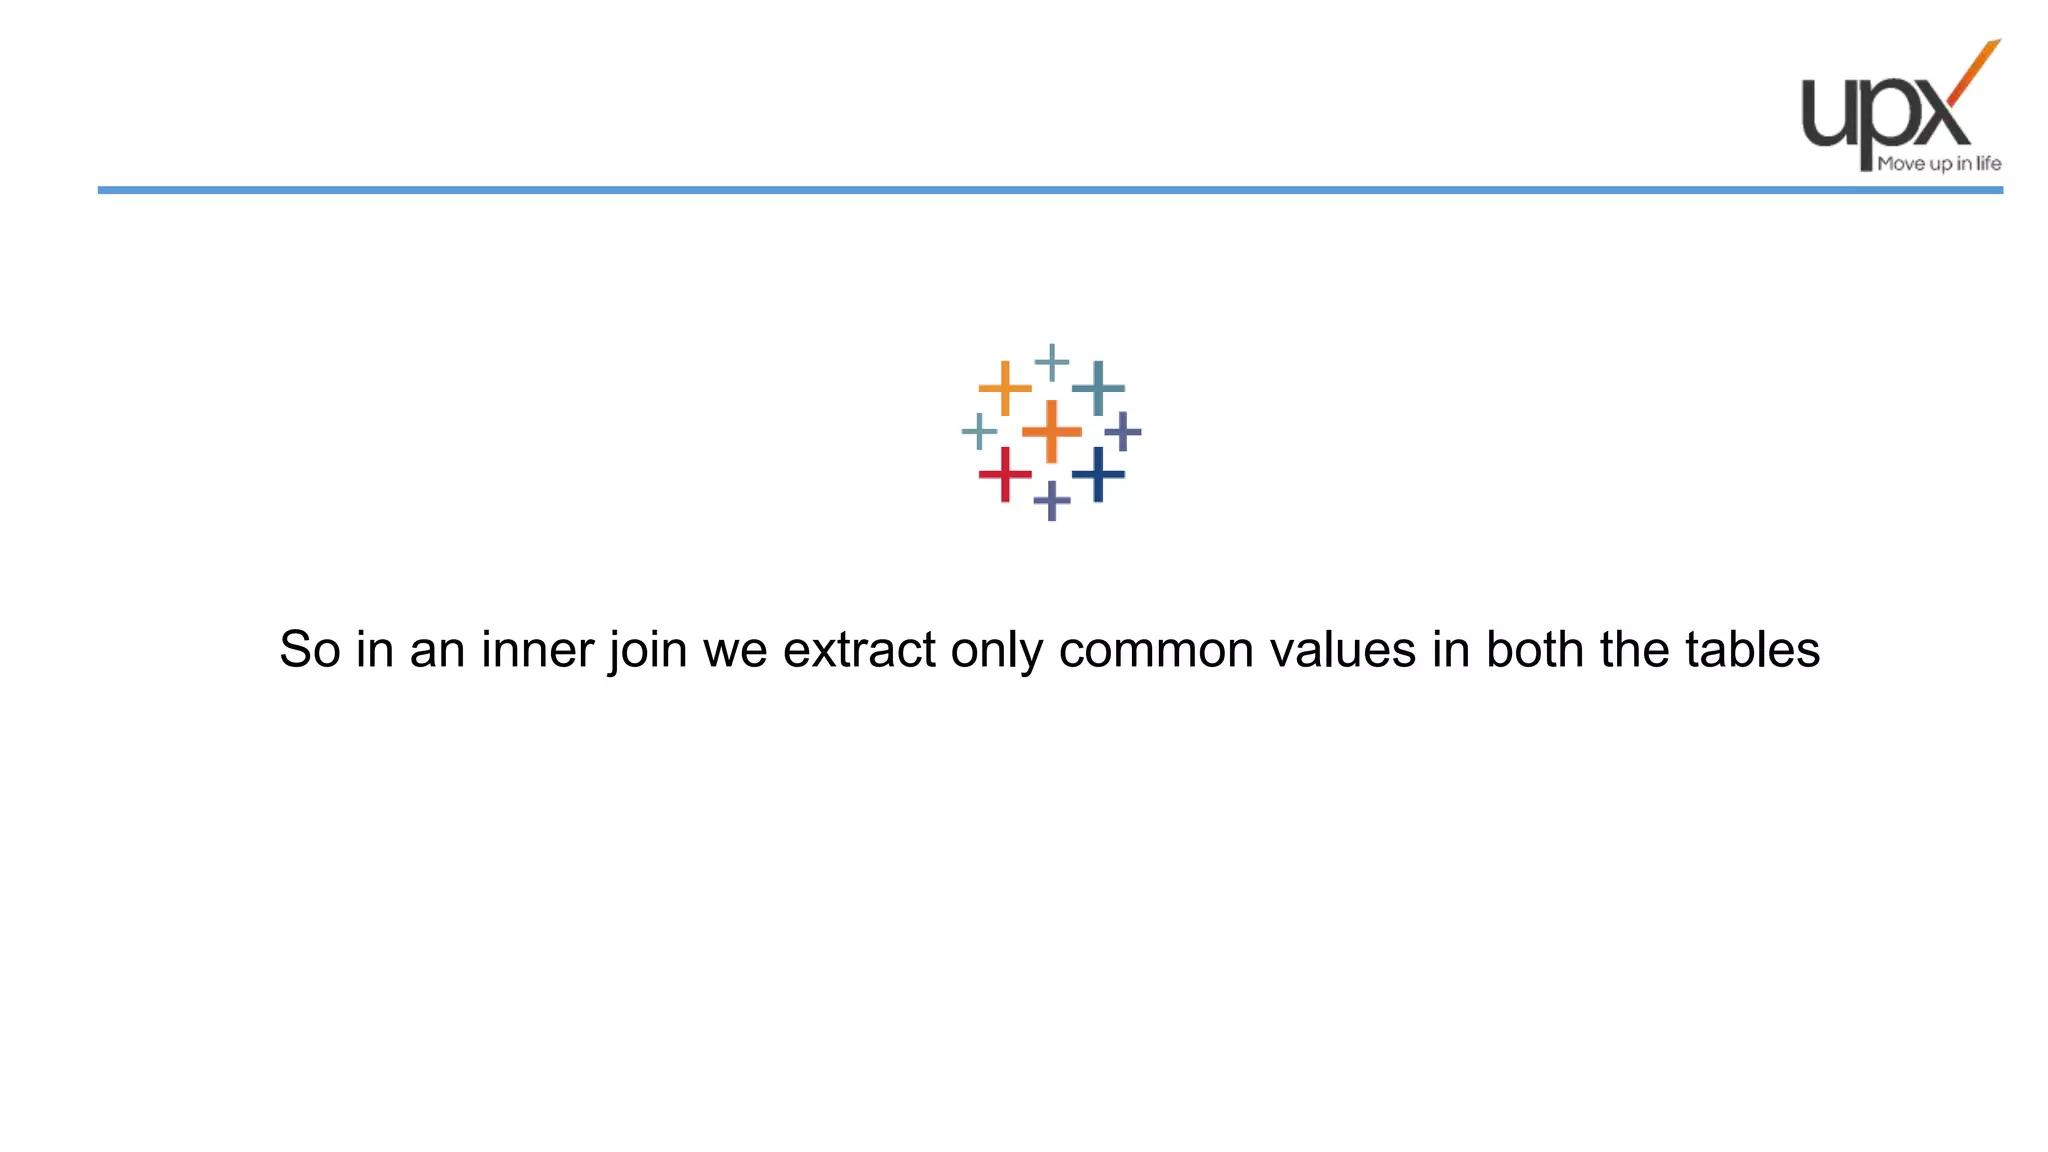 upx
Move up in life
So in an inner join we extract only common values in both the tables